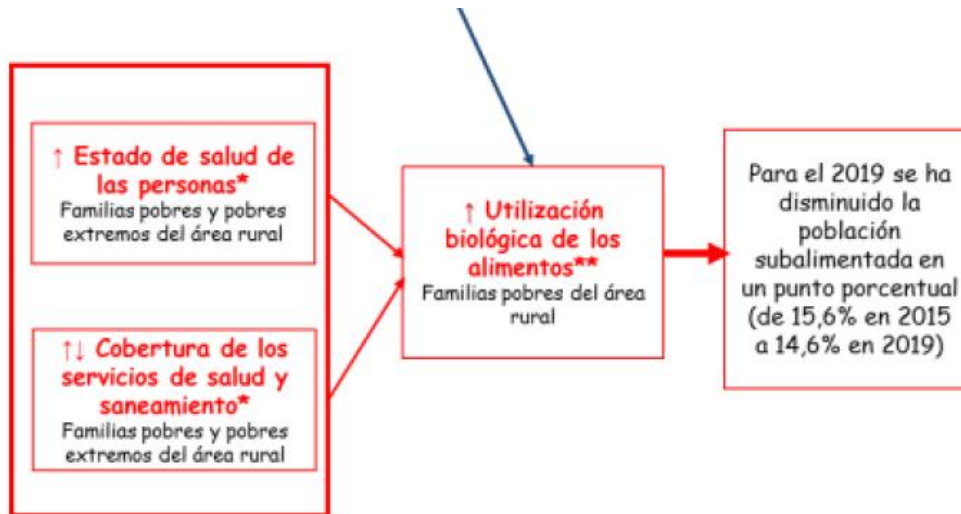 ↑ Estado de salud de
las personas*
Familias pobres y pobres
extremos del área rural
↑↓ Cobertura de los
servicios de salud y
saneamiento*
Familias pobres y pobres
extremos del área rural
↑ Utilización
biológica de los
alimentos**
Familias pobres del área
rural
Para el 2019 se ha
disminuido la
población
subalimentada en
un punto porcentual
(de 15,6% en 2015
a 14,6% en 2019)